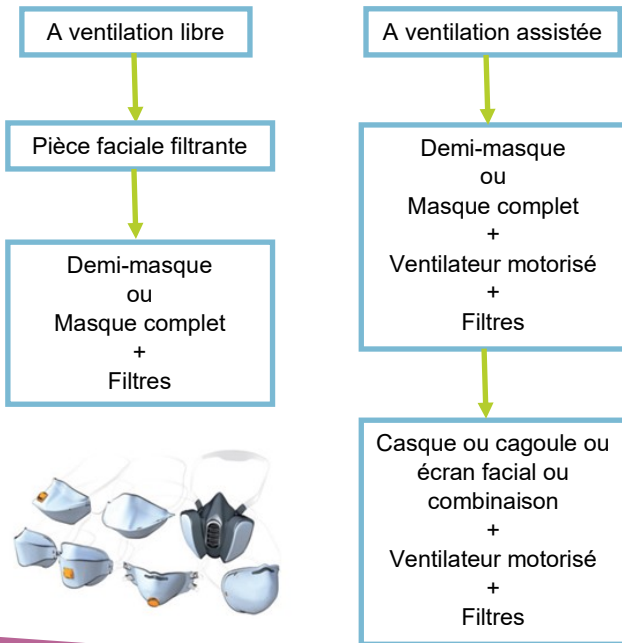 A ventilation libre
Pièce faciale filtrante
Demi-masque
ou
Masque complet
+
Filtres
A ventilation assistée
Demi-masque
ou
Masque complet
+
Ventilateur motorisé
+
Filtres
Casque ou cagoule ou
écran facial ou
combinaison
+
Ventilateur motorisé
+
Filtres